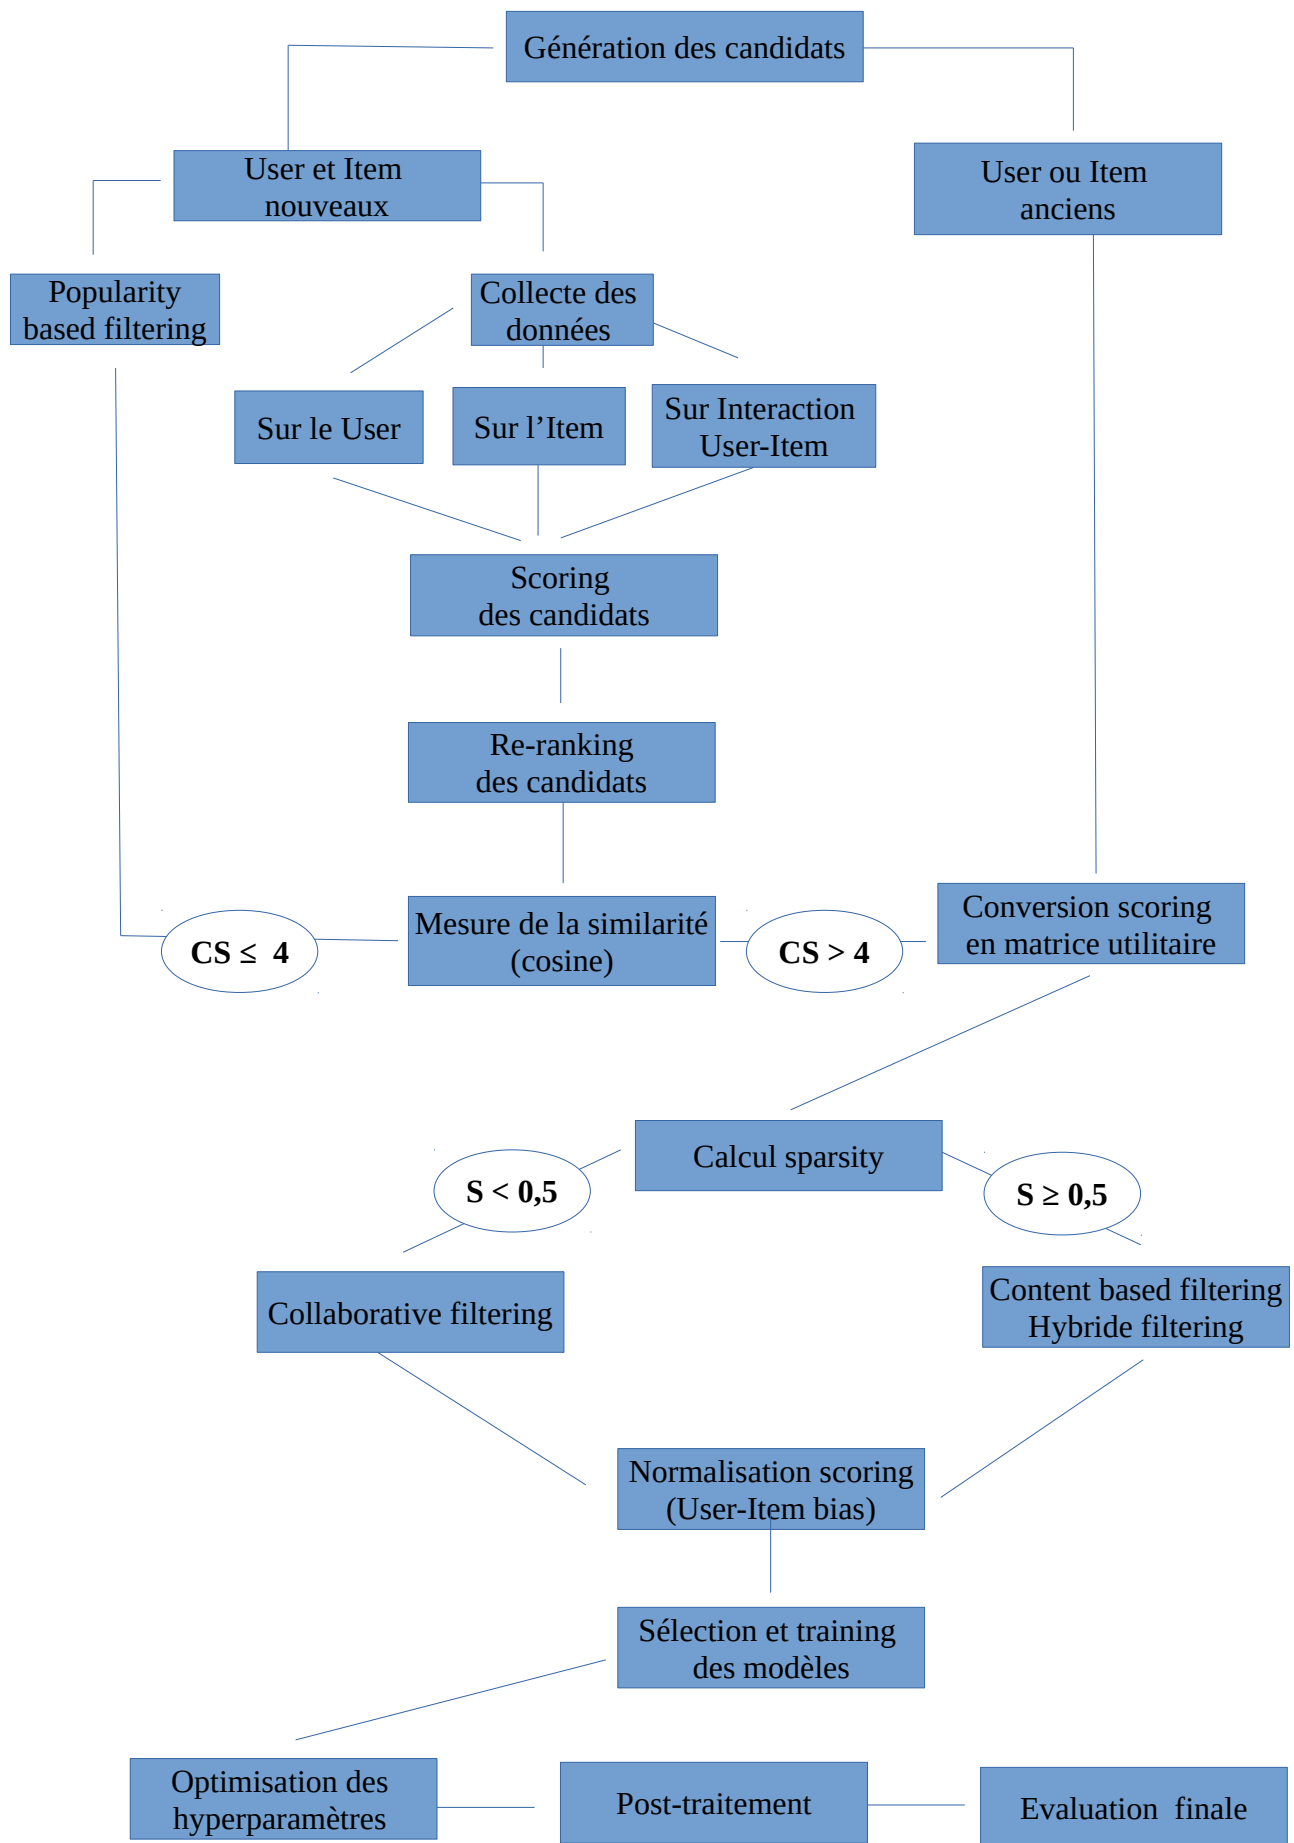 Génération des candidats
User et Item
nouveaux
User ou Item
anciens
Popularity
based filtering
Collecte des
données
Sur le User
Sur l’Item
Sur Interaction
User-Item
Scoring
des candidats
Re-ranking
des candidats
CS ≤  4
Mesure de la similarité
(cosine)
CS > 4
Conversion scoring
en matrice utilitaire
Calcul sparsity
S < 0,5
S ≥ 0,5
Collaborative filtering
Content based filtering
Hybride filtering
Normalisation scoring
(User-Item bias)
Sélection et training
des modèles
Optimisation des
hyperparamètres
Post-traitement
Evaluation  finale